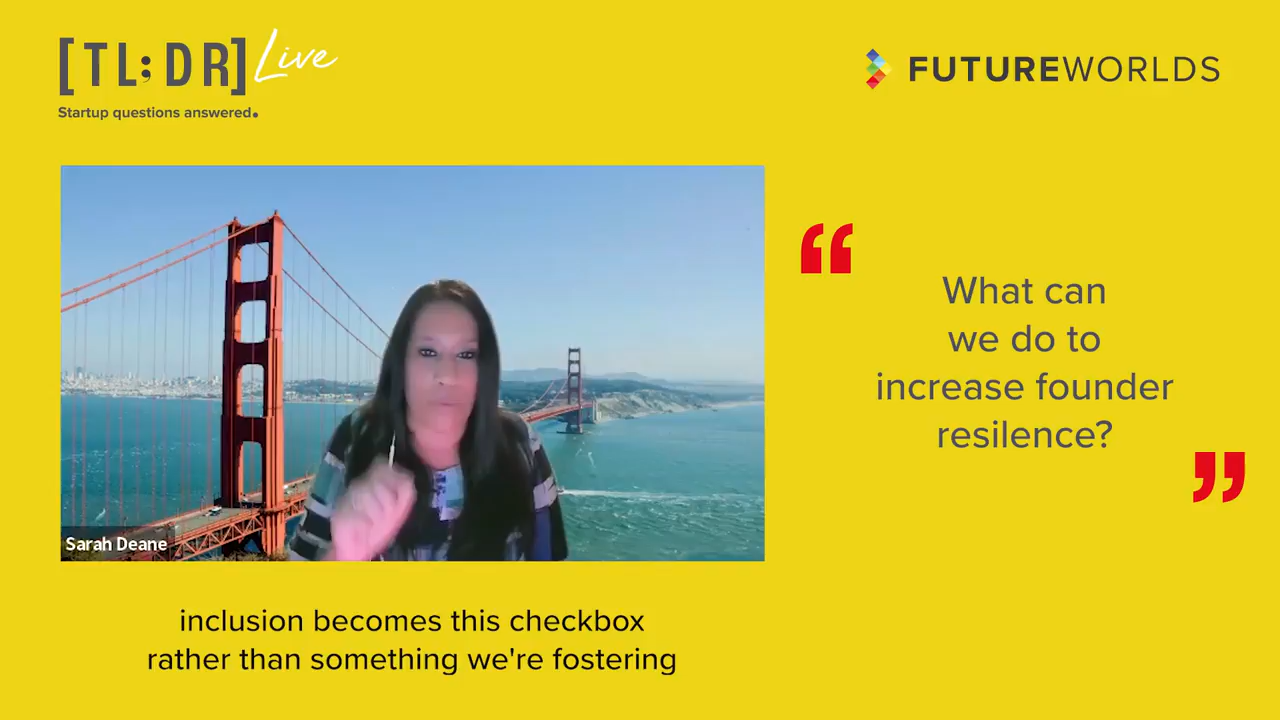 [TL;DR] Live
Startup questions answered.
FUTUREWORLDS
“
What can
we do to
increase founder
resilence?
”
Sarah Deane
inclusion becomes this checkbox
rather than something we're fostering